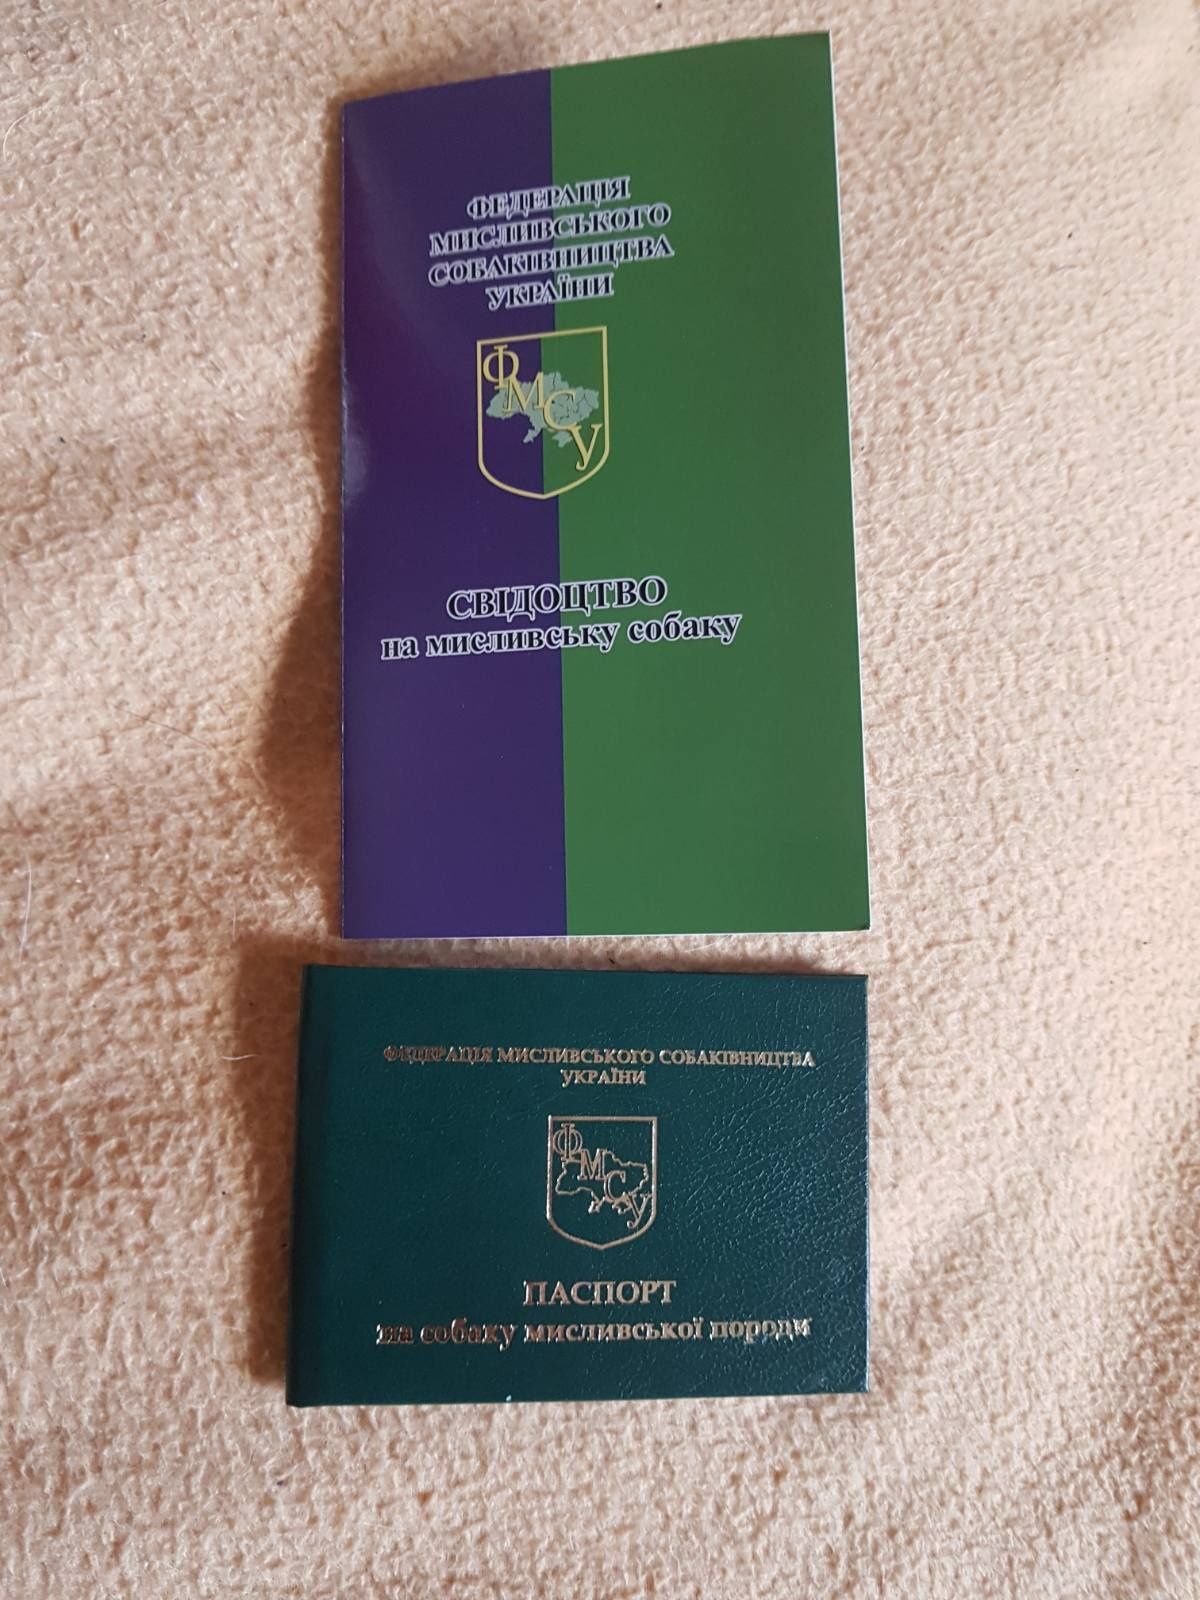 ФЕДЕРАЦІЯ
МИСЛИВСЬКОГО
СОБАКІВНИЦТВА
УКРАЇНИ
ФМСУ
СВІДОЦТВО
на мисливську собаку
ФЕДЕРАЦІЯ МИСЛИВСЬКОГО СОБАКІВНИЦТВА
УКРАЇНИ
ФМСУ
ПАСПОРТ
на собаку мисливської породи